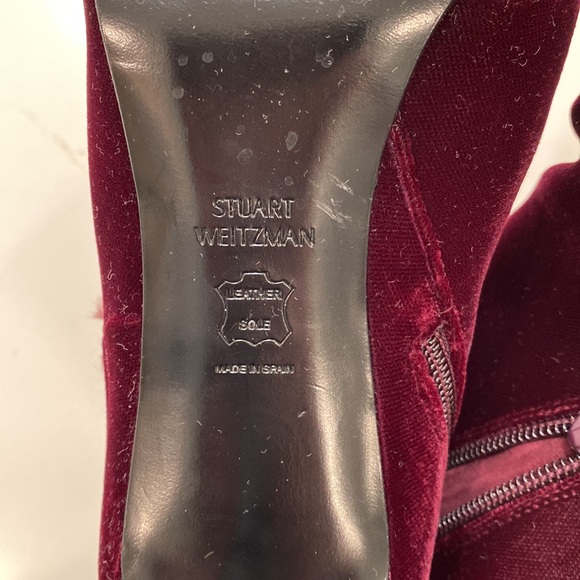 STUART
WEITZMAN
LEATHER
SOLE
MADE IN SPAIN